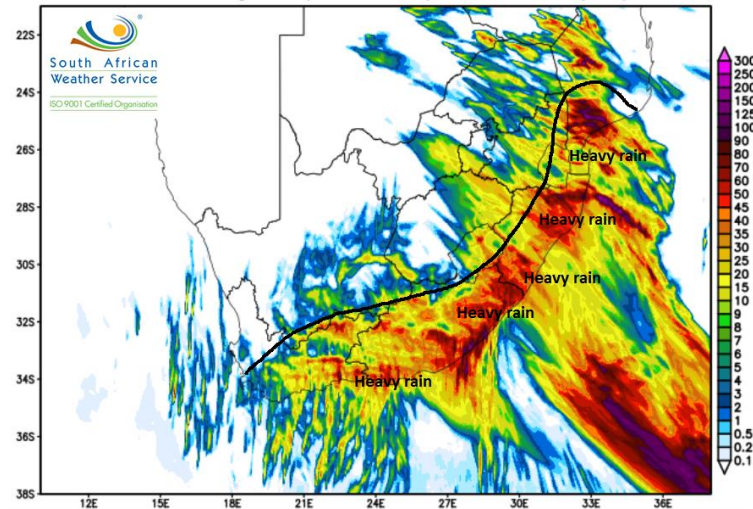 South African
Weather Service
ISO 9001 Certified Organisation
22S
24S
26S
28S
30S
32S
34S
36S
38S
12E
15E
18E
21E
24E
27E
30E
33E
36E
Heavy rain
Heavy rain
Heavy rain
Heavy rain
Heavy rain
300
250
200
150
125
100
90
80
70
60
50
45
40
35
30
25
20
15
10
9
8
7
6
5
4
3
2
1
0.5
0.2
0.1